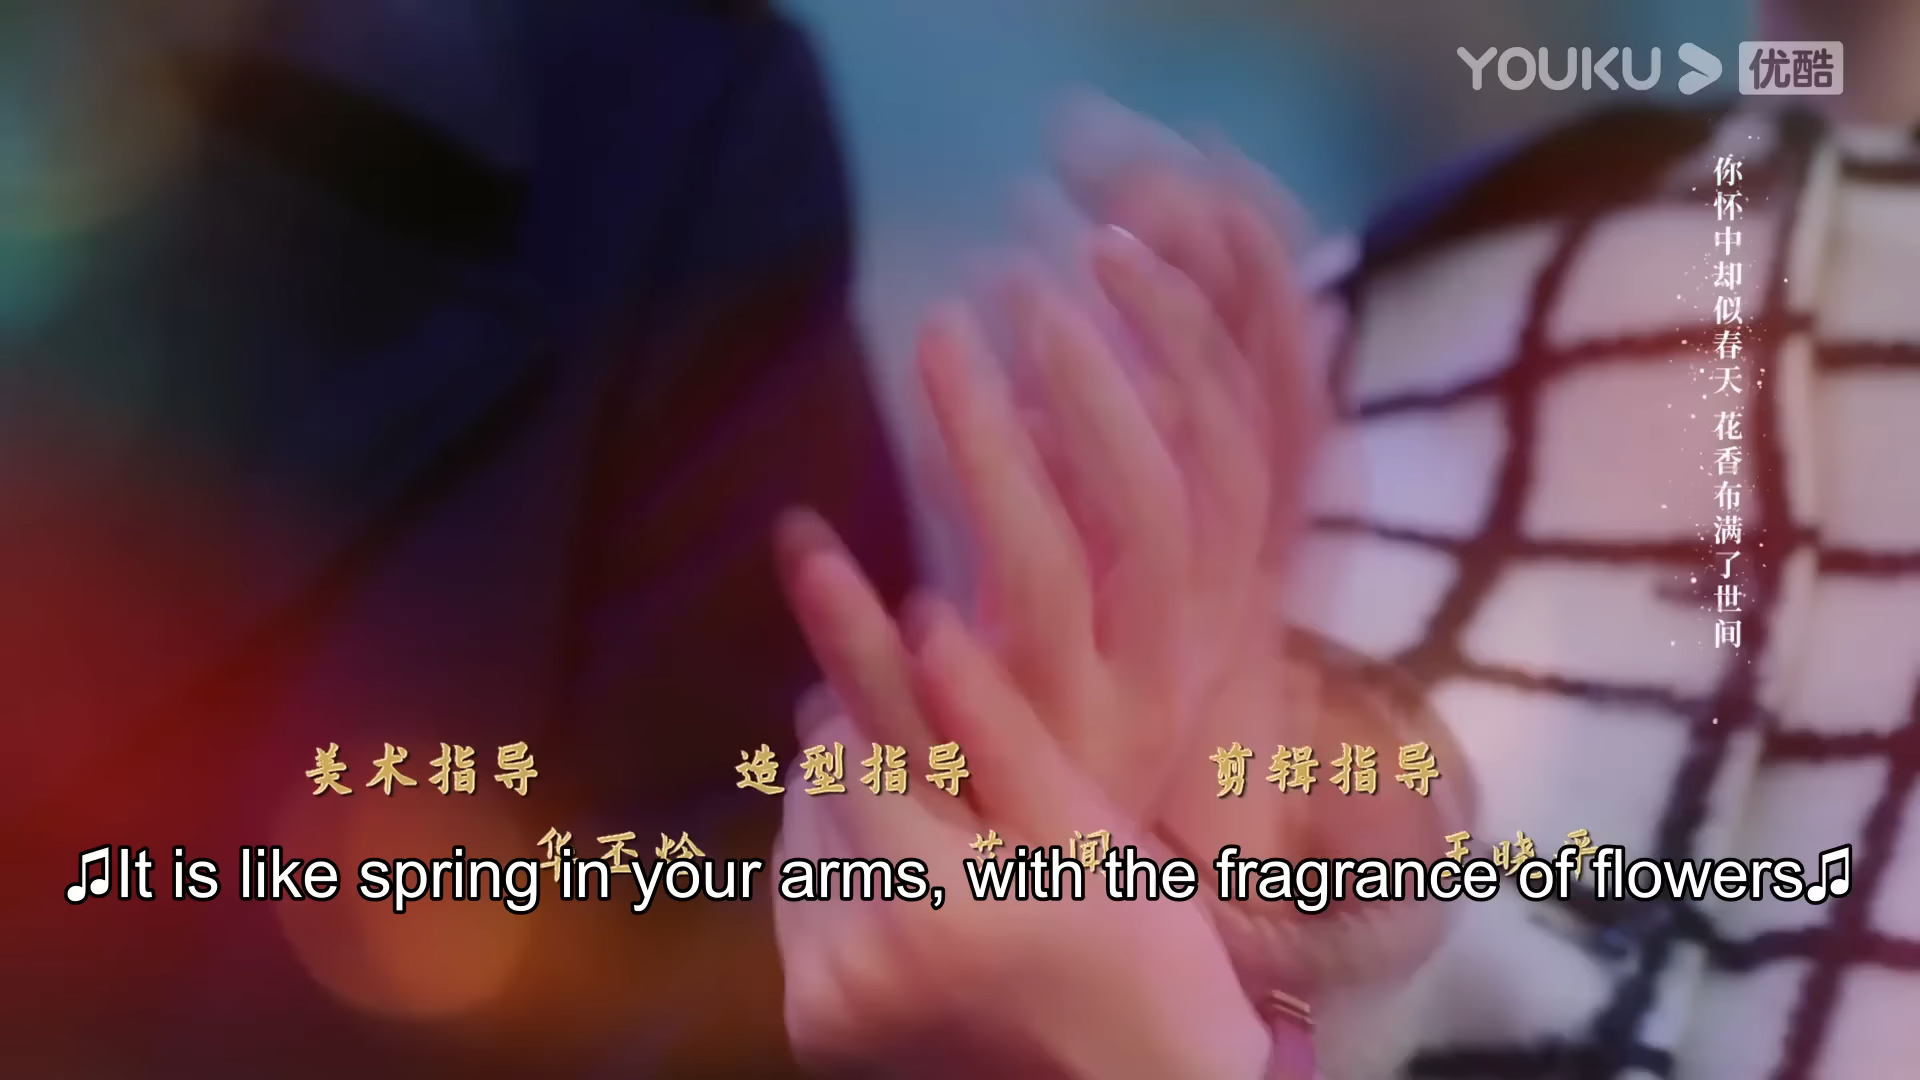 YOUKU 优酷
你怀中却似春天 花香布满了世间
美术指导 造型指导 剪辑指导
♫It is like spring in your arms, with the fragrance of flowers♫